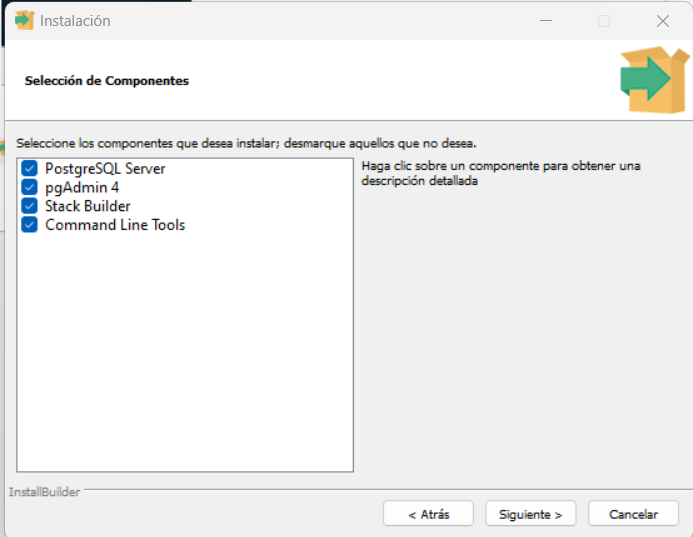 Instalación
Selección de Componentes
Seleccione los componentes que desea instalar; desmarque aquellos que no desea.
PostgreSQL Server
pgAdmin 4
Stack Builder
Command Line Tools
Haga clic sobre un componente para obtener una
descripción detallada
InstallBuilder
< Atrás
Siguiente >
Cancelar